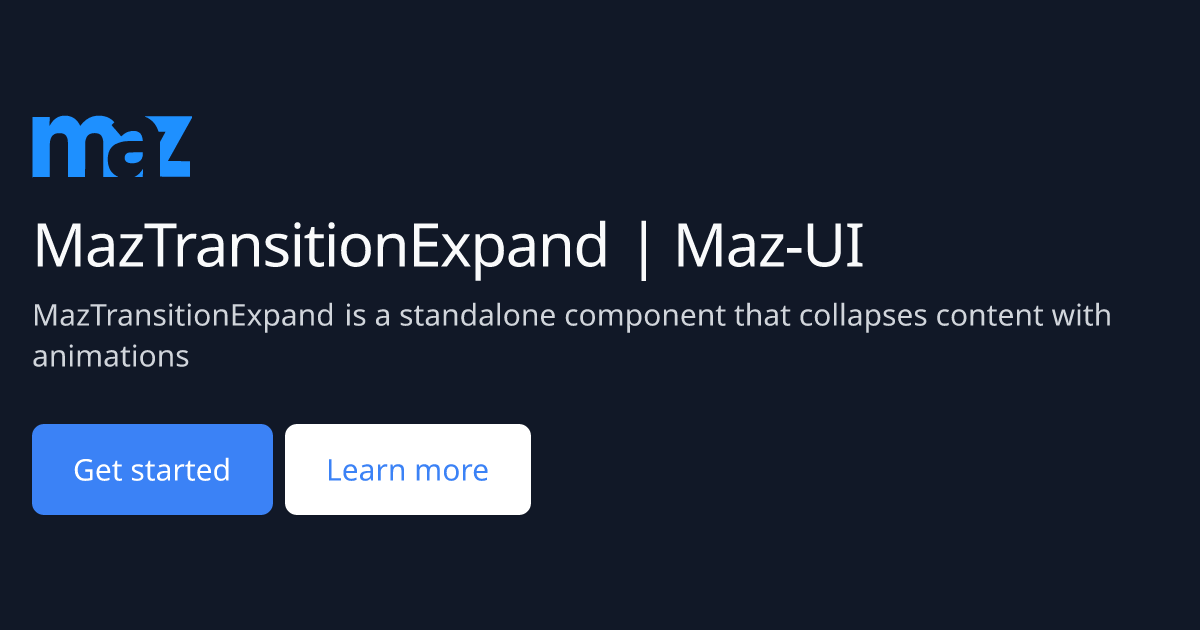 maz
MazTransitionExpand | Maz-UI
MazTransitionExpand is a standalone component that collapses content with
animations
Get started
Learn more